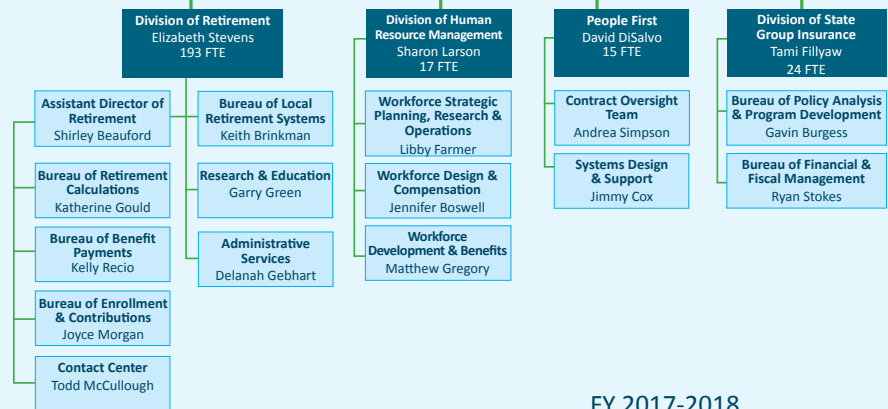 Division of Retirement
Elizabeth Stevens
193 FTE
Assistant Director of
Retirement
Shirley Beauford
Bureau of Retirement
Calculations
Katherine Gould
Bureau of Benefit
Payments
Kelly Recio
Bureau of Enrollment
& Contributions
Joyce Morgan
Contact Center
Todd McCullough
Bureau of Local
Retirement Systems
Keith Brinkman
Research & Education
Garry Green
Administrative
Services
Delanah Gebhart
Division of Human
Resource Management
Sharon Larson
17 FTE
Workforce Strategic
Planning, Research &
Operations
Libby Farmer
Workforce Design &
Compensation
Jennifer Boswell
Workforce
Development & Benefits
Matthew Gregory
People First
David DiSalvo
15 FTE
Contract Oversight
Team
Andrea Simpson
Systems Design
& Support
Jimmy Cox
Division of State
Group Insurance
Tami Fillyaw
24 FTE
Bureau of Policy Analysis
& Program Development
Gavin Burgess
Bureau of Financial &
Fiscal Management
Ryan Stokes
FY 2017-2018